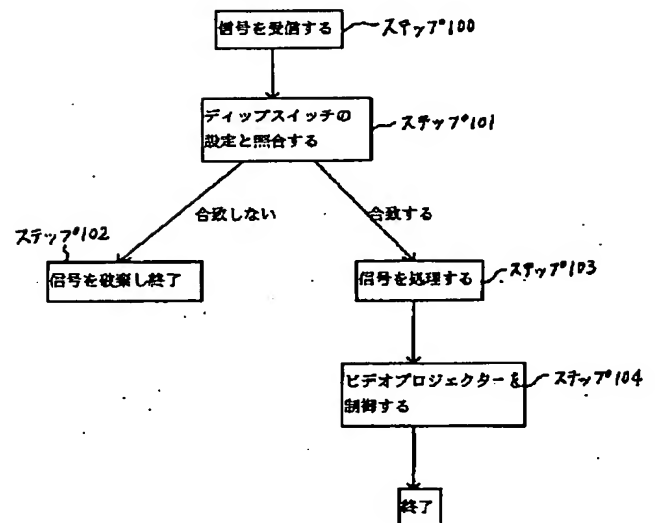 信号を受信する
ステップ100
ディップスイッチの
設定と照合する
ステップ101
合致しない
合致する
ステップ102
信号を破棄し終了
信号を処理する
ステップ103
ビデオプロジェクターを
制御する
ステップ104
終了